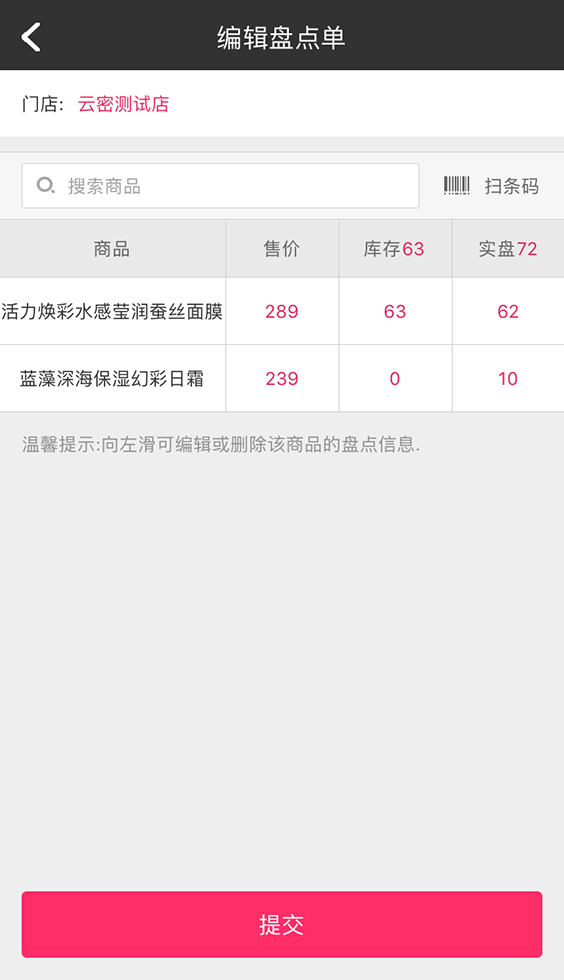 编辑盘点单
门店: 云密测试店
搜索商品 扫条码
商品 售价 库存63 实盘72
活力焕彩水感莹润蚕丝面膜 289 63 62
蓝藻深海保湿幻彩日霜 239 0 10
温馨提示:向左滑可编辑或删除该商品的盘点信息.
提交